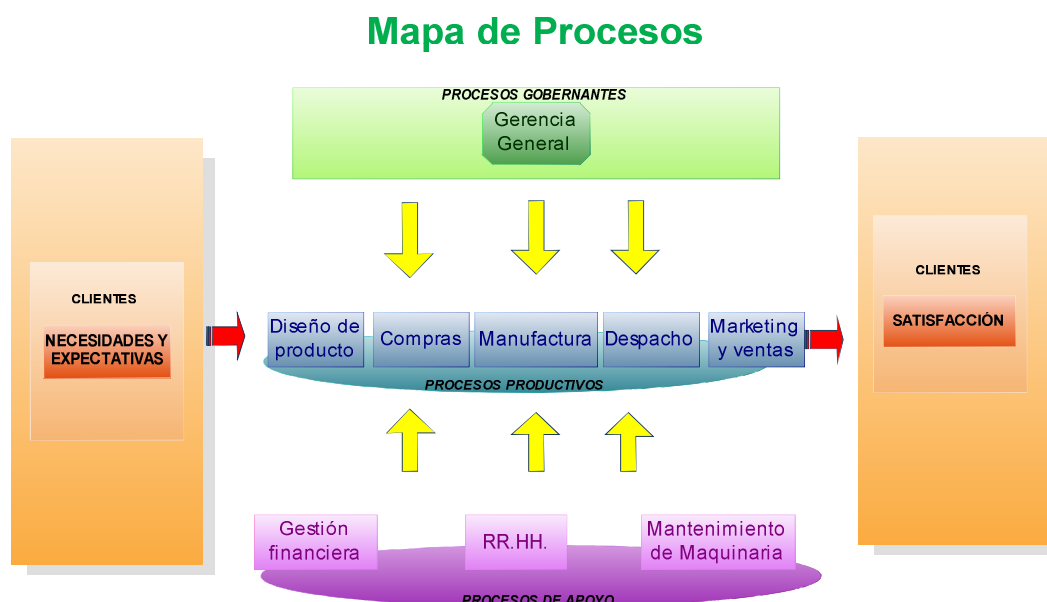 Mapa de Procesos
PROCESOS GOBERNANTES
Gerencia
General
CLIENTES
NECESIDADES Y
EXPECTATIVAS
Diseño de
producto
Compras
Manufactura
Despacho
Marketing
y ventas
PROCESOS PRODUCTIVOS
CLIENTES
SATISFACCIÓN
Gestión
financiera
RR.HH.
Mantenimiento
de Maquinaria
PROCESOS DE APOYO